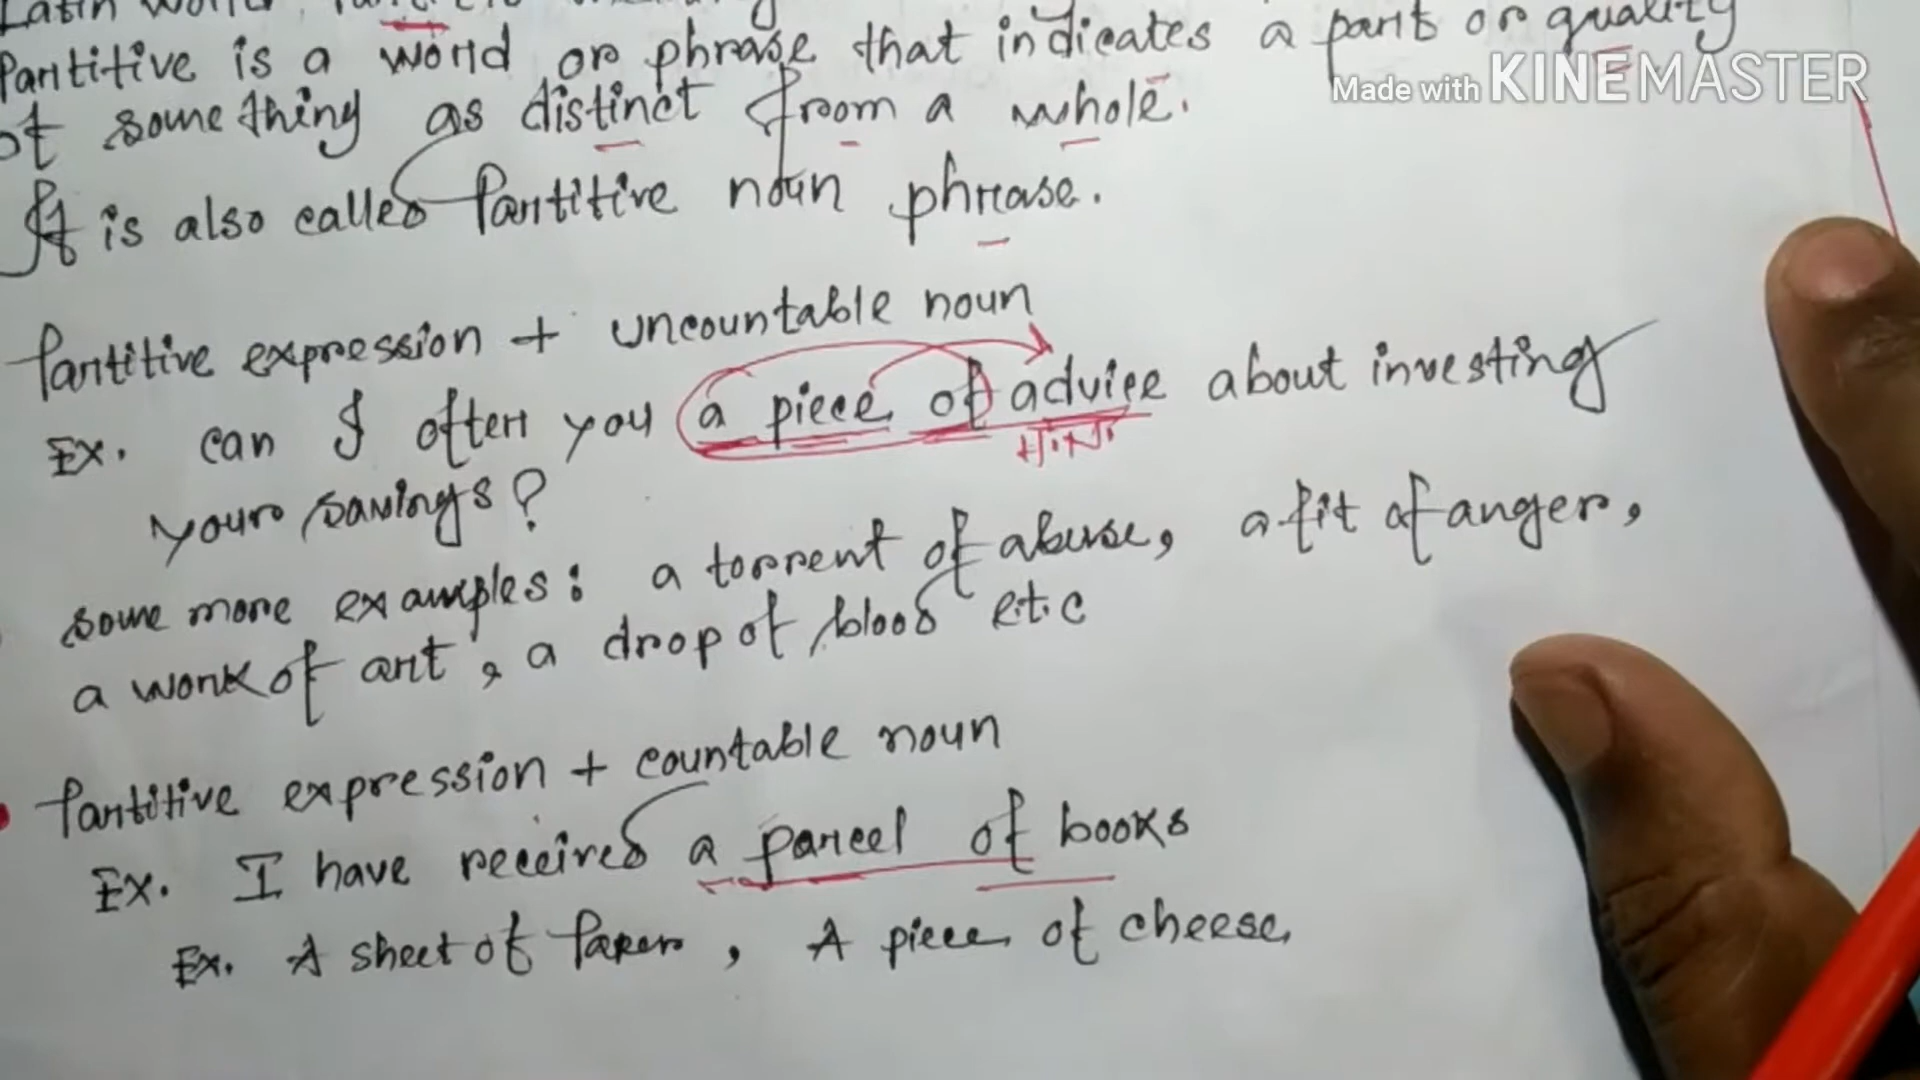 Partitive is a world or phrase that indicates a part or quality
Made with KINEMASTER
of something as distinct from a whole.
It is also called Partitive noun phrase.
Partitive expression + uncountable noun
Ex. can I offer you a piece of advice about investing
your savings?
some more examples: a torrent of abuse, a fit of anger,
a work of art, a drop of blood etc
Partitive expression + countable noun
Ex. I have received a parcel of books
Ex. A sheet of Paper, A piece of cheese